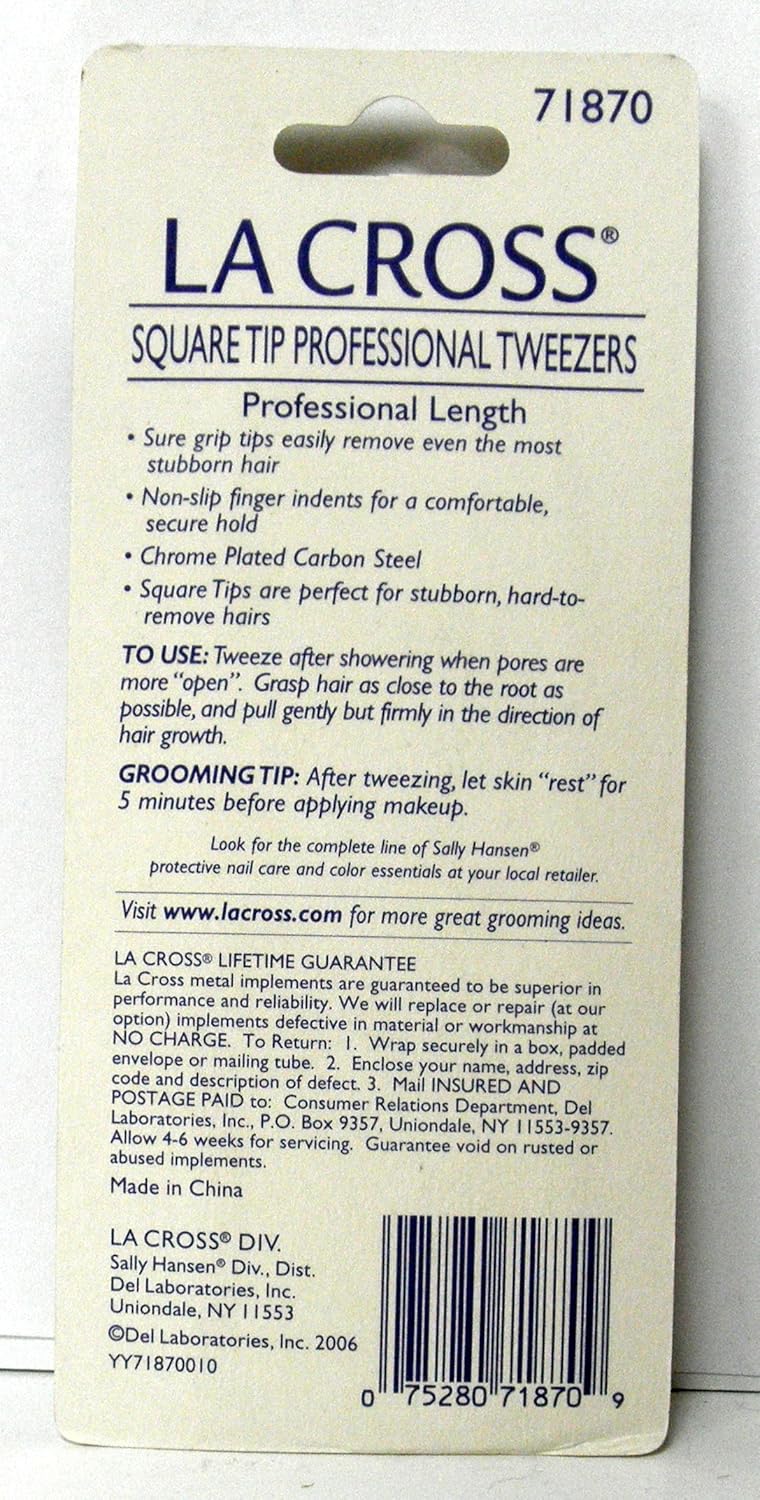 71870
LA CROSS®
SQUARE TIP PROFESSIONAL TWEEZERS
Professional Length
• Sure grip tips easily remove even the most
stubborn hair
• Non-slip finger indents for a comfortable,
secure hold
• Chrome Plated Carbon Steel
• Square Tips are perfect for stubborn, hard-to-
remove hairs
TO USE: Tweeze after showering when pores are
more "open". Grasp hair as close to the root as
possible, and pull gently but firmly in the direction of
hair growth.
GROOMING TIP: After tweezing, let skin "rest" for
5 minutes before applying makeup.
Look for the complete line of Sally Hansen®
protective nail care and color essentials at your local retailer.
Visit www.lacross.com for more great grooming ideas.
LA CROSS® LIFETIME GUARANTEE
La Cross metal implements are guaranteed to be superior in
performance and reliability. We will replace or repair (at our
option) implements defective in material or workmanship at
NO CHARGE. To Return: 1. Wrap securely in a box, padded
envelope or mailing tube. 2. Enclose your name, address, zip
code and description of defect. 3. Mail INSURED AND
POSTAGE PAID to: Consumer Relations Department, Del
Laboratories, Inc., P.O. Box 9357, Uniondale, NY 11553-9357.
Allow 4-6 weeks for servicing. Guarantee void on rusted or
abused implements.
Made in China
LA CROSS® DIV.
Sally Hansen® Div., Dist.
Del Laboratories, Inc.
Uniondale, NY 11553
©Del Laboratories, Inc. 2006
YY71870010
0 75280 71870 9